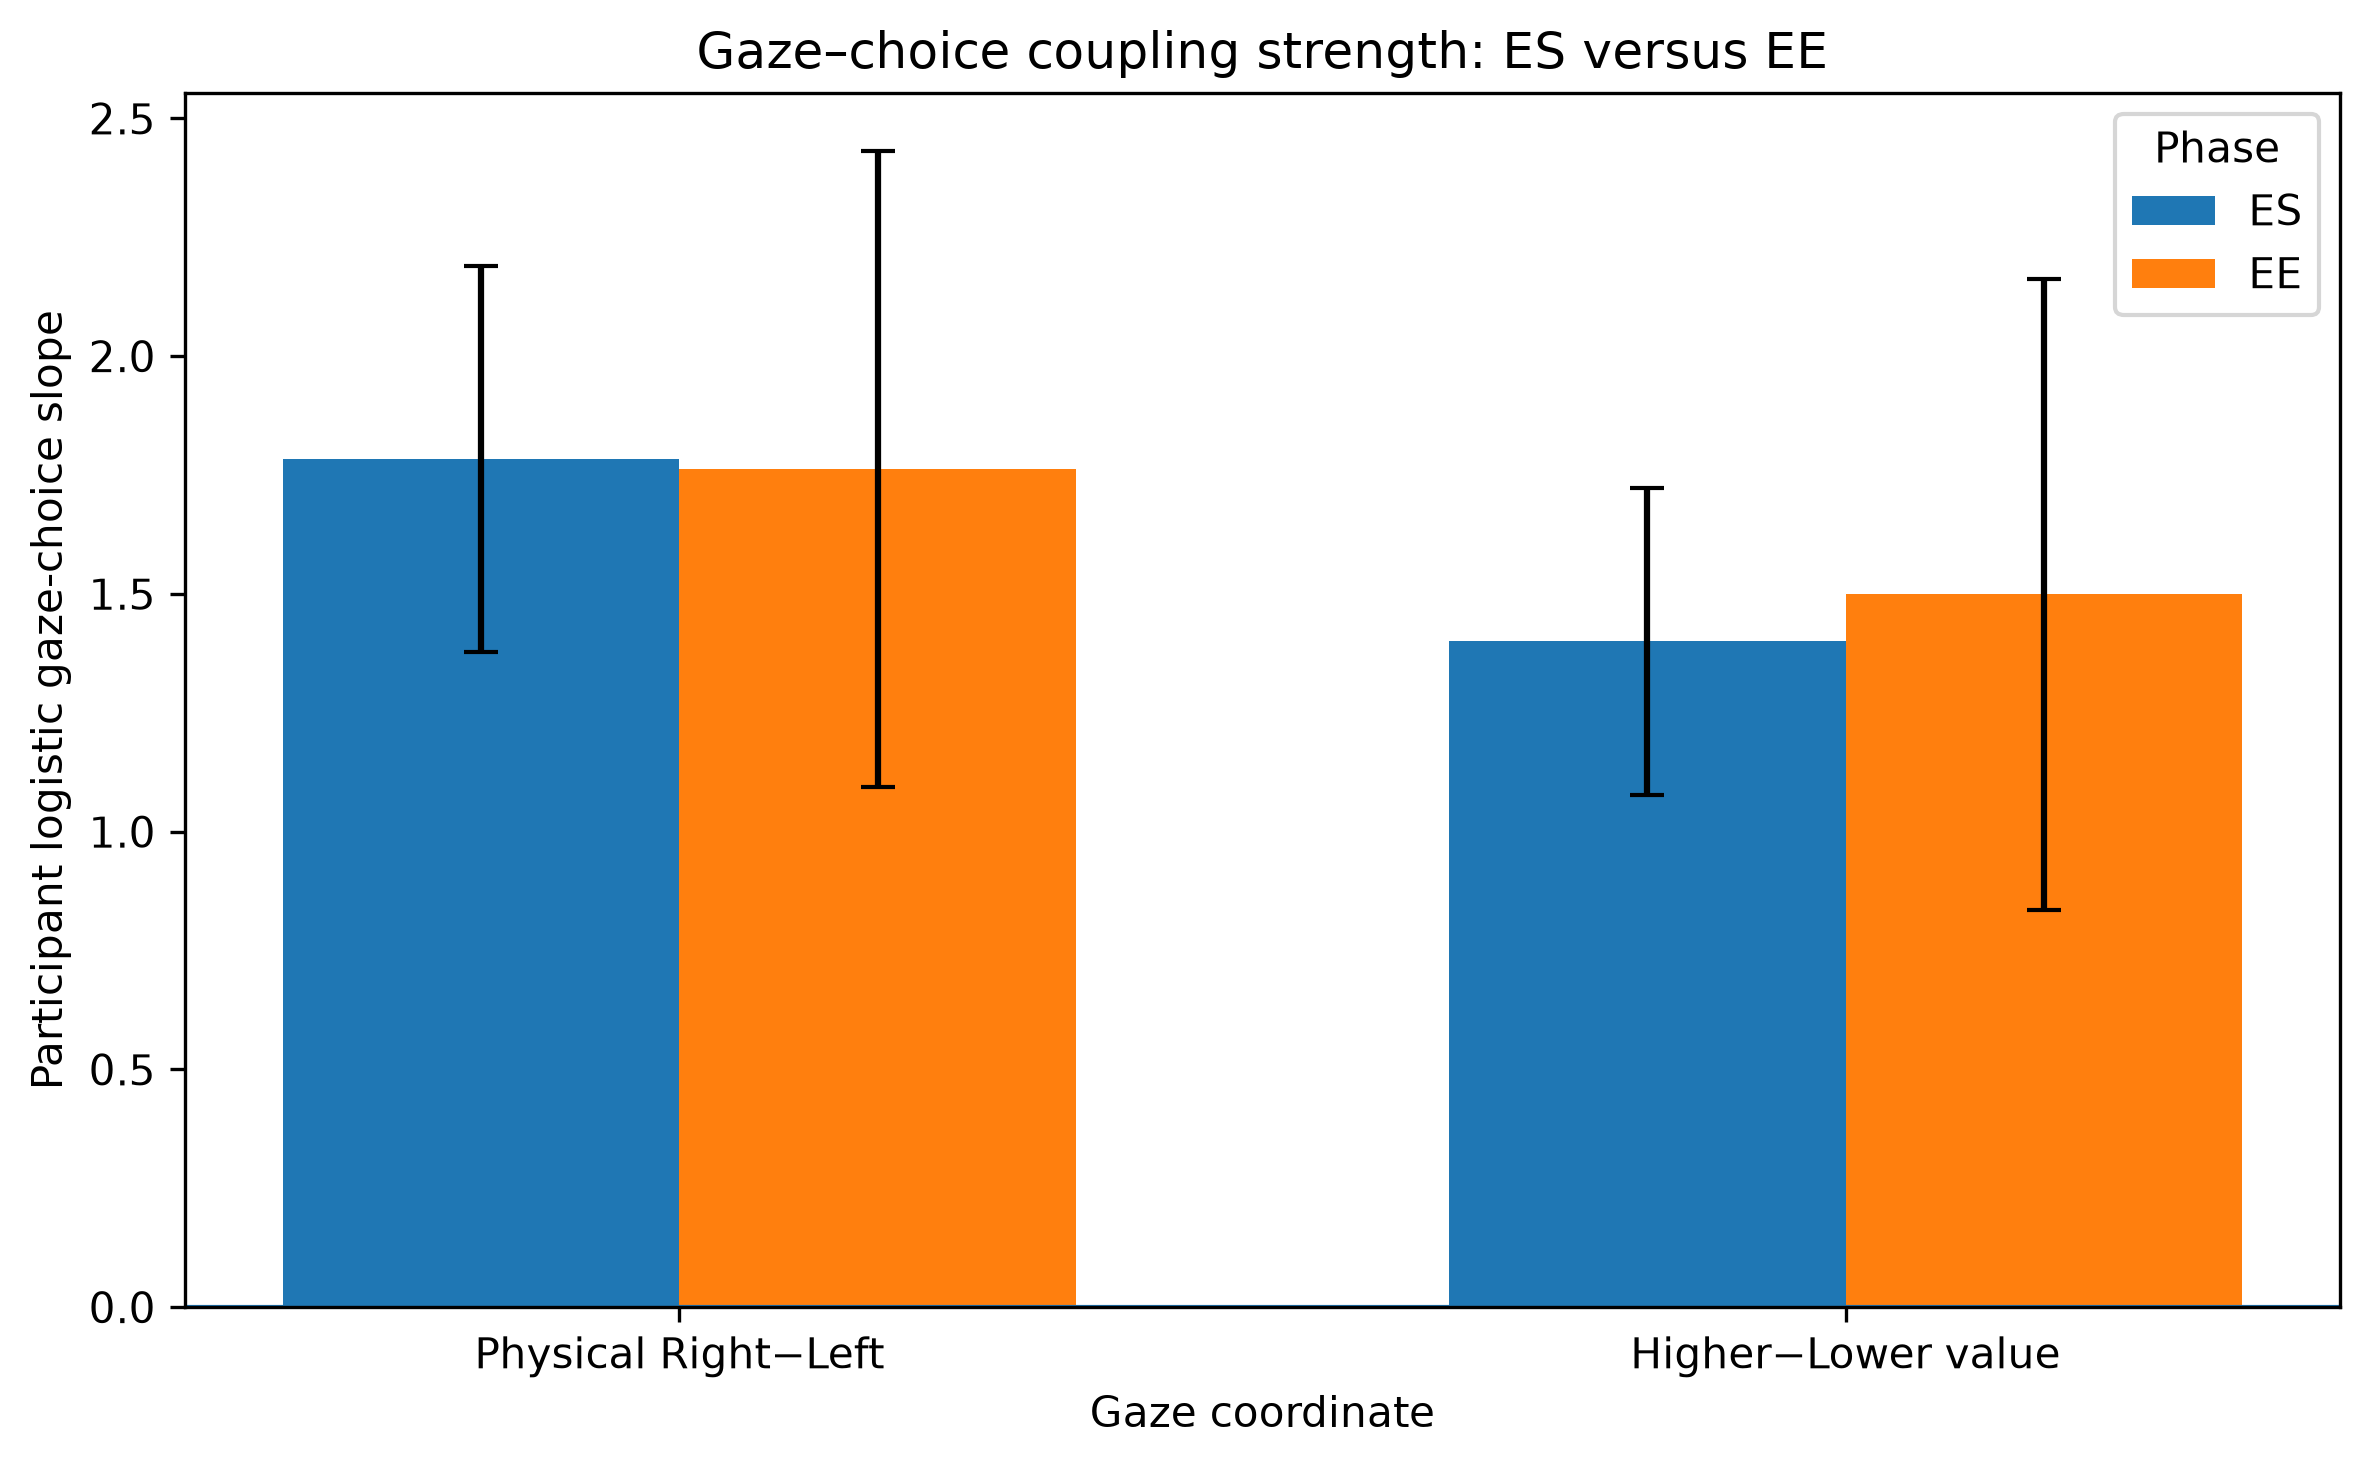 Gaze–choice coupling strength: ES versus EE
Participant logistic gaze-choice slope
2.5
2.0
1.5
1.0
0.5
0.0
Phase
ES
EE
Physical Right−Left
Higher−Lower value
Gaze coordinate